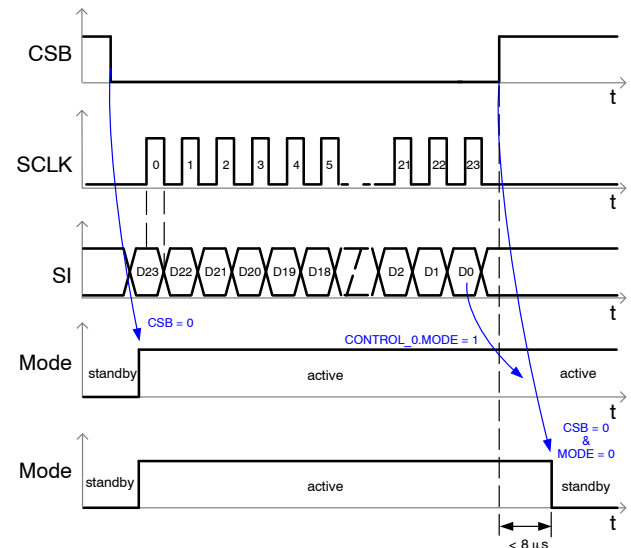 CSB
t
SCLK
0 1 2 3 4 5 21 22 23
t
SI
D23 D22 D21 D20 D19 D18 D2 D1 D0
t
CSB = 0
CONTROL_0.MODE = 1
Mode
standby active active
t
CSB = 0
&
MODE = 0
Mode
standby active standby
t
< 8 µs